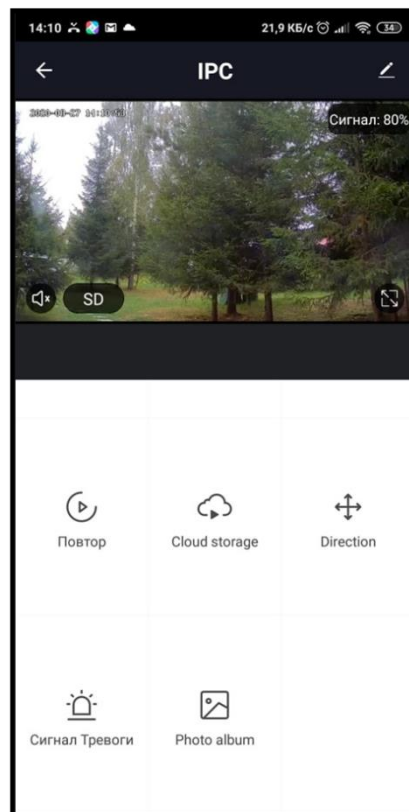 14:10 21,9 КБ/с 34
IPC
Сигнал: 80%
SD
Повтор Cloud storage Direction
Сигнал Тревоги Photo album